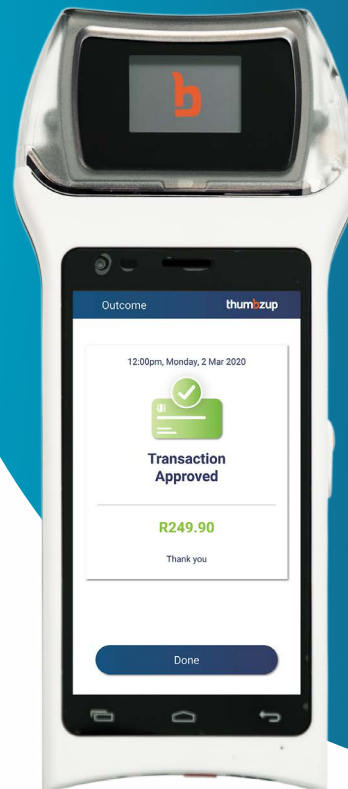 b
Outcome thumbzup
12:00pm, Monday, 2 Mar 2020
Transaction
Approved
R249.90
Thank you
Done